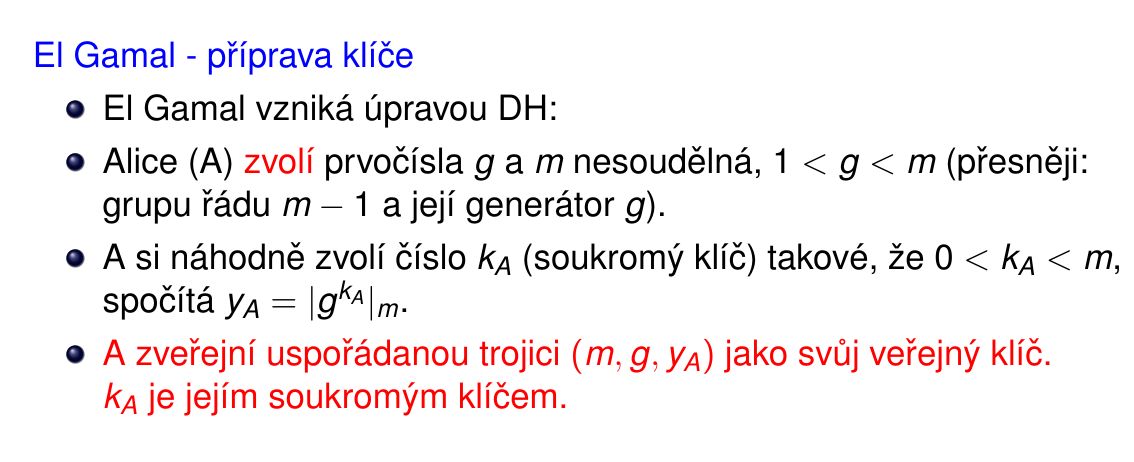 El Gamal - příprava klíče
El Gamal vzniká úpravou DH:
Alice (A) zvolí prvočísla g a m nesoudělná, 1 < g < m (přesněji:
grupu řádu m − 1 a její generátor g).
A si náhodně zvolí číslo k_A (soukromý klíč) takové, že 0 < k_A < m,
spočítá y_A = |g^{k_A}|_m.
A zveřejní uspořádanou trojici (m, g, y_A) jako svůj veřejný klíč.
k_A je jejím soukromým klíčem.